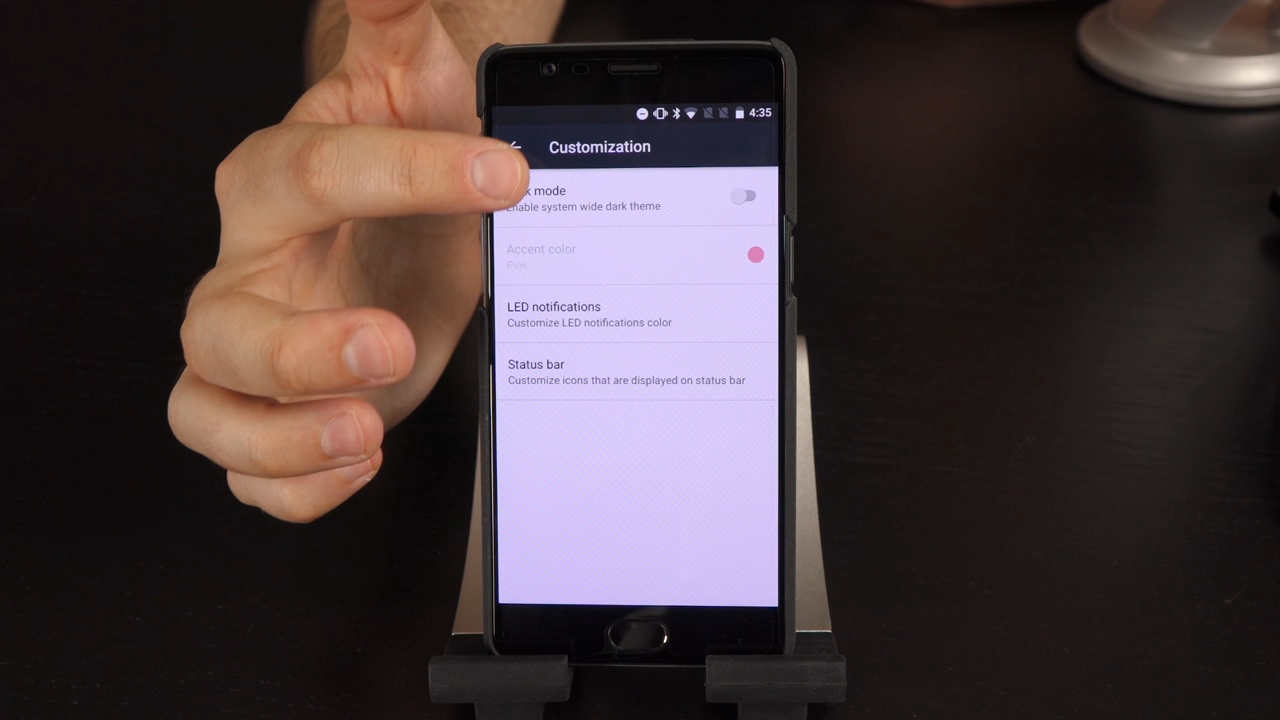 4:35
Customization
k mode
Enable system wide dark theme
Accent color
Pink
LED notifications
Customize LED notifications color
Status bar
Customize icons that are displayed on status bar